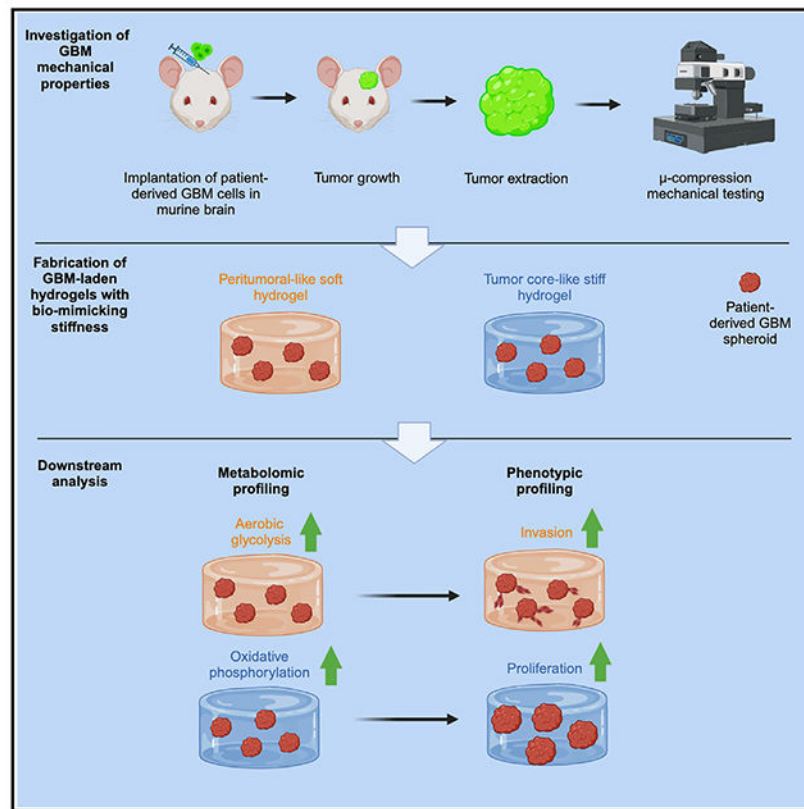 Investigation of
GBM
mechanical
properties
Implantation of patient-
derived GBM cells in
murine brain
Tumor growth
Tumor extraction
μ-compression
mechanical testing
Fabrication of
GBM-laden
hydrogels with
bio-mimicking
stiffness
Peritumoral-like soft
hydrogel
Tumor core-like stiff
hydrogel
Patient-
derived GBM
spheroid
Downstream
analysis
Metabolomic
profiling
Phenotypic
profiling
Aerobic
glycolysis
Invasion
Oxidative
phosphorylation
Proliferation